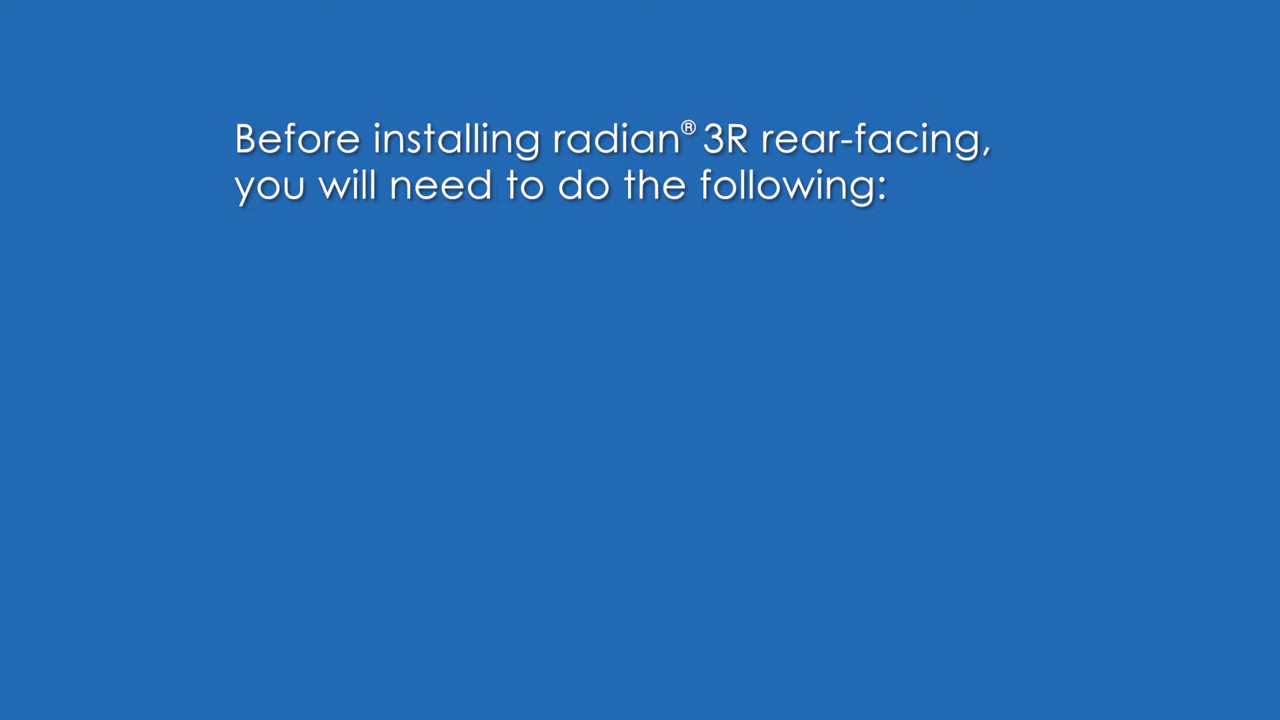 Before installing radian® 3R rear-facing,
you will need to do the following: